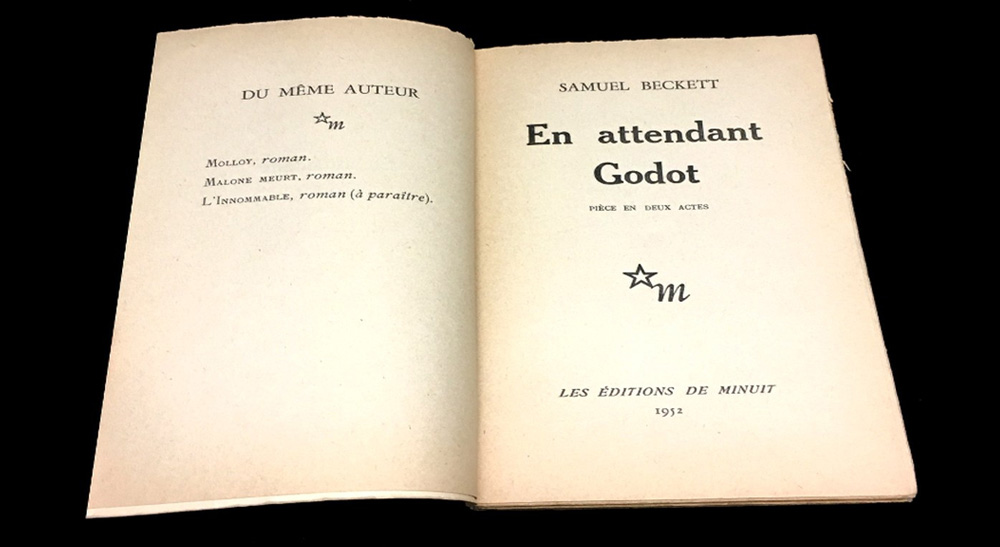 DU MÊME AUTEUR
m
MOLLOY, roman.
MALONE MEURT, roman.
L'INNOMMABLE, roman (à paraître).
SAMUEL BECKETT
En attendant
Godot
PIÈCE EN DEUX ACTES
m
LES ÉDITIONS DE MINUIT
1952